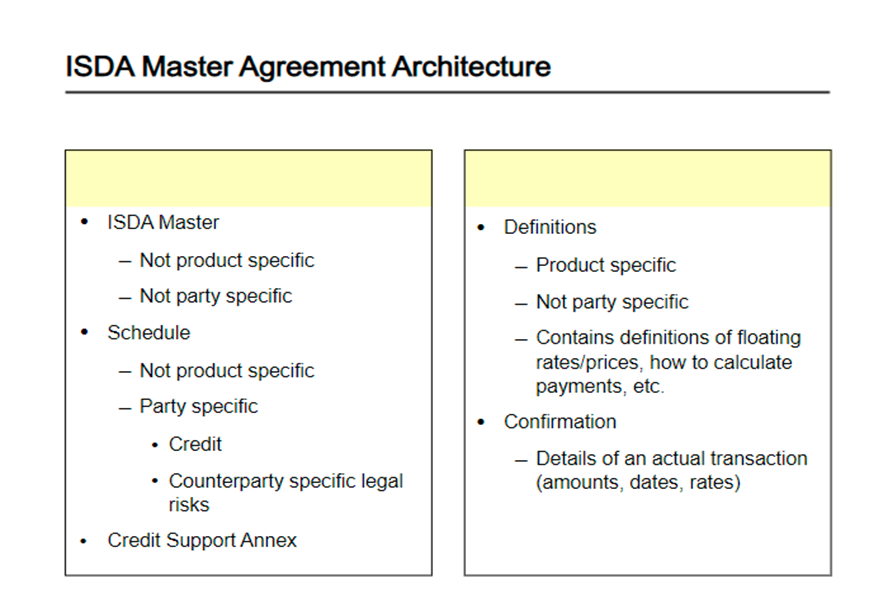 ISDA Master Agreement Architecture
• ISDA Master
– Not product specific
– Not party specific
• Schedule
– Not product specific
– Party specific
• Credit
• Counterparty specific legal
risks
• Credit Support Annex
• Definitions
– Product specific
– Not party specific
– Contains definitions of floating
rates/prices, how to calculate
payments, etc.
• Confirmation
– Details of an actual transaction
(amounts, dates, rates)